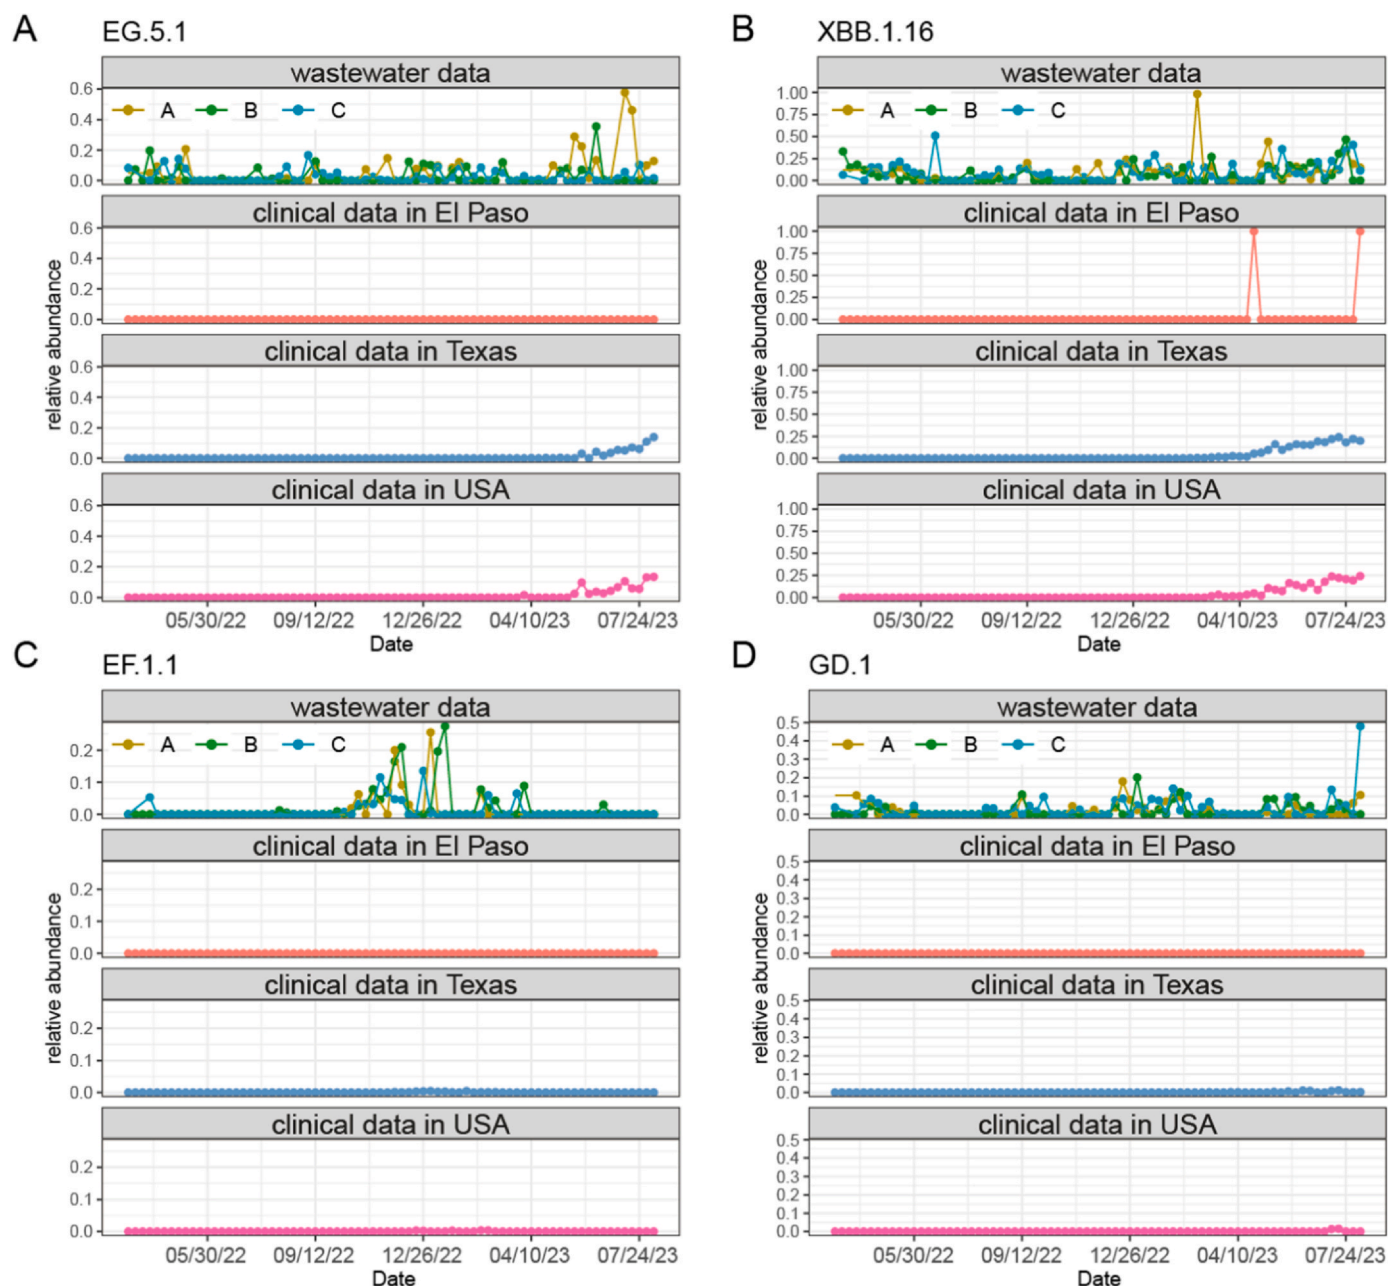 A EG.5.1
wastewater data
A B C
0.6
0.4
0.2
0.0
clinical data in El Paso
0.6
0.4
0.2
0.0
clinical data in Texas
0.6
0.4
0.2
0.0
clinical data in USA
0.6
0.4
0.2
0.0
relative abundance
05/30/22 09/12/22 12/26/22 04/10/23 07/24/23
Date
B XBB.1.16
wastewater data
A B C
1.00
0.75
0.50
0.25
0.00
clinical data in El Paso
1.00
0.75
0.50
0.25
0.00
clinical data in Texas
1.00
0.75
0.50
0.25
0.00
clinical data in USA
1.00
0.75
0.50
0.25
0.00
relative abundance
05/30/22 09/12/22 12/26/22 04/10/23 07/24/23
Date
C EF.1.1
wastewater data
A B C
0.2
0.1
0.0
clinical data in El Paso
0.2
0.1
0.0
clinical data in Texas
0.2
0.1
0.0
clinical data in USA
0.2
0.1
0.0
relative abundance
05/30/22 09/12/22 12/26/22 04/10/23 07/24/23
Date
D GD.1
wastewater data
A B C
0.5
0.4
0.3
0.2
0.1
0.0
clinical data in El Paso
0.5
0.4
0.3
0.2
0.1
0.0
clinical data in Texas
0.5
0.4
0.3
0.2
0.1
0.0
clinical data in USA
0.5
0.4
0.3
0.2
0.1
0.0
relative abundance
05/30/22 09/12/22 12/26/22 04/10/23 07/24/23
Date